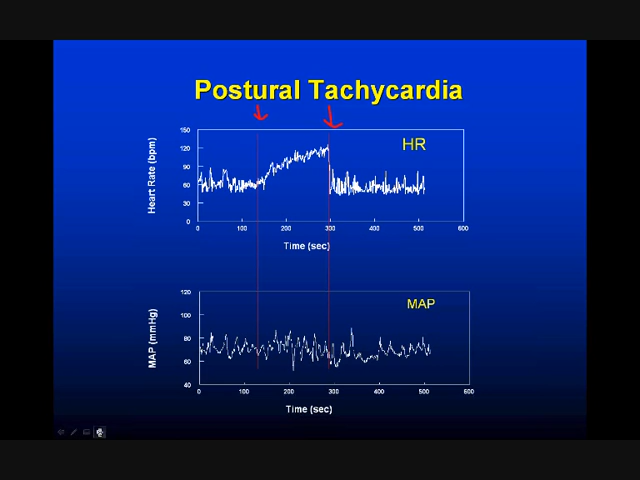 Postural Tachycardia
HR
Heart Rate (bpm)
150
120
90
60
30
0
0 100 200 300 400 500 600
Time (sec)
MAP
MAP (mmHg)
120
100
80
60
40
0 100 200 300 400 500 600
Time (sec)